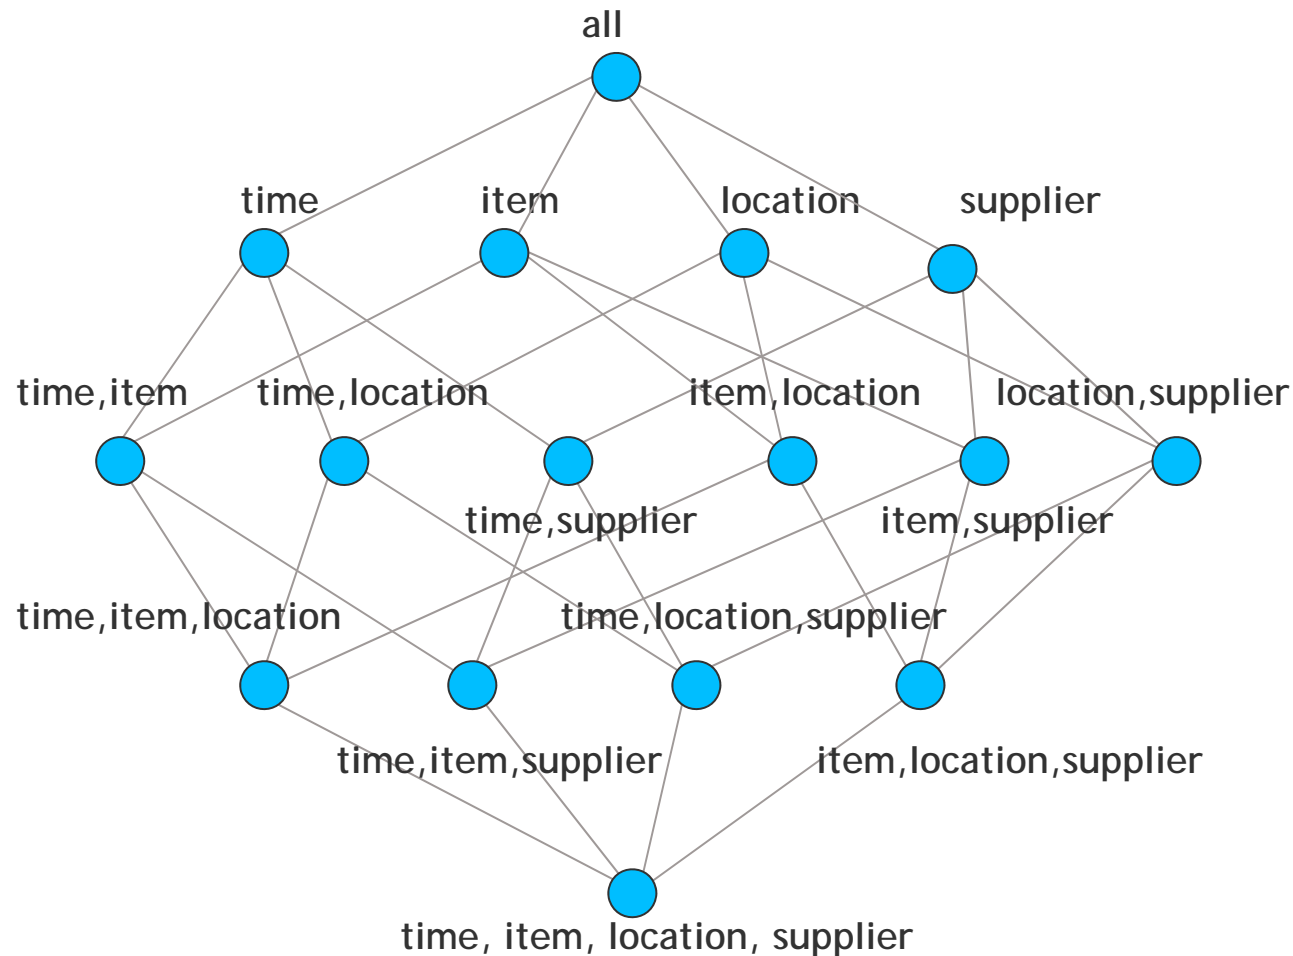 all
time
item
location
supplier
time,item
time,location
item,location
location,supplier
time,supplier
item,supplier
time,item,location
time,location,supplier
time,item,supplier
item,location,supplier
time, item, location, supplier